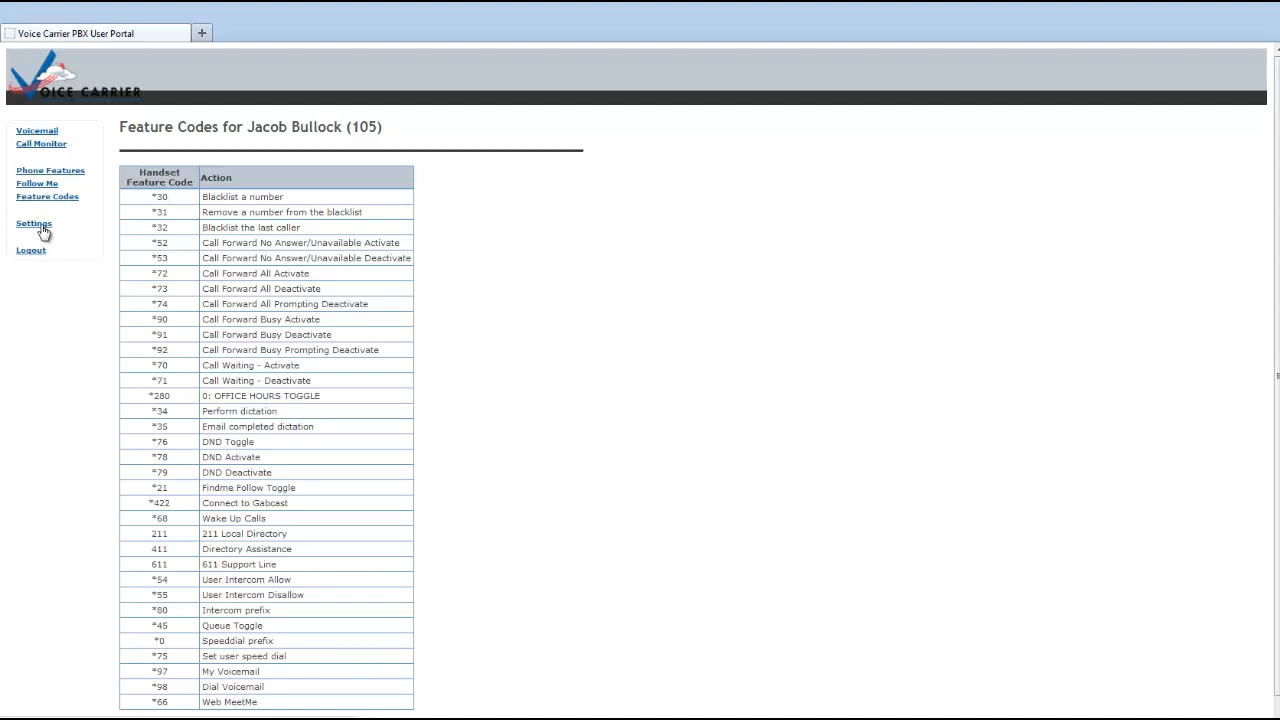 Voice Carrier PBX User Portal
VOICE CARRIER
Voicemail
Call Monitor
Phone Features
Follow Me
Feature Codes
Settings
Logout
Feature Codes for Jacob Bullock (105)
Handset Feature Code Action
*30 Blacklist a number
*31 Remove a number from the blacklist
*32 Blacklist the last caller
*52 Call Forward No Answer/Unavailable Activate
*53 Call Forward No Answer/Unavailable Deactivate
*72 Call Forward All Activate
*73 Call Forward All Deactivate
*74 Call Forward All Prompting Deactivate
*90 Call Forward Busy Activate
*91 Call Forward Busy Deactivate
*92 Call Forward Busy Prompting Deactivate
*70 Call Waiting - Activate
*71 Call Waiting - Deactivate
*280 0: OFFICE HOURS TOGGLE
*34 Perform dictation
*35 Email completed dictation
*76 DND Toggle
*78 DND Activate
*79 DND Deactivate
*21 Findme Follow Toggle
*422 Connect to Gabcast
*68 Wake Up Calls
211 211 Local Directory
411 Directory Assistance
611 611 Support Line
*54 User Intercom Allow
*55 User Intercom Disallow
*80 Intercom prefix
*45 Queue Toggle
*0 Speeddial prefix
*75 Set user speed dial
*97 My Voicemail
*98 Dial Voicemail
*66 Web MeetMe